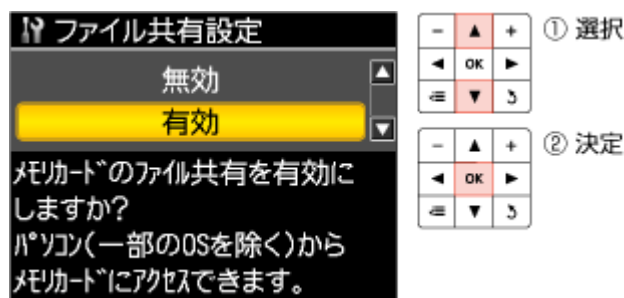 ファイル共有設定
無効
有効
ﾒﾓﾘｶｰﾄﾞのﾌｧｲﾙ共有を有効に
しますか?
ﾊﾟｿｺﾝ(一部のOSを除く)から
ﾒﾓﾘｶｰﾄﾞにｱｸｾｽできます。
- ▲ +
◀ OK ▶
▼
① 選択
- ▲ +
◀ OK ▶
▼
② 決定